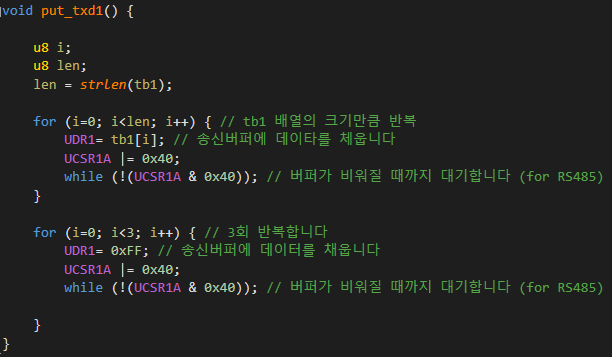 void put_txd1() {
u8 i;
u8 len;
len = strlen(tb1);
for (i=0; i<len; i++) { // tb1 배열의 크기만큼 반복
UDR1= tb1[i]; // 송신버퍼에 데이타를 채웁니다
UCSR1A |= 0x40;
while (!(UCSR1A & 0x40)); // 버퍼가 비워질 때까지 대기합니다 (for RS485)
}
for (i=0; i<3; i++) { // 3회 반복합니다
UDR1= 0xFF; // 송신버퍼에 데이터를 채웁니다
UCSR1A |= 0x40;
while (!(UCSR1A & 0x40)); // 버퍼가 비워질 때까지 대기합니다 (for RS485)
}
}